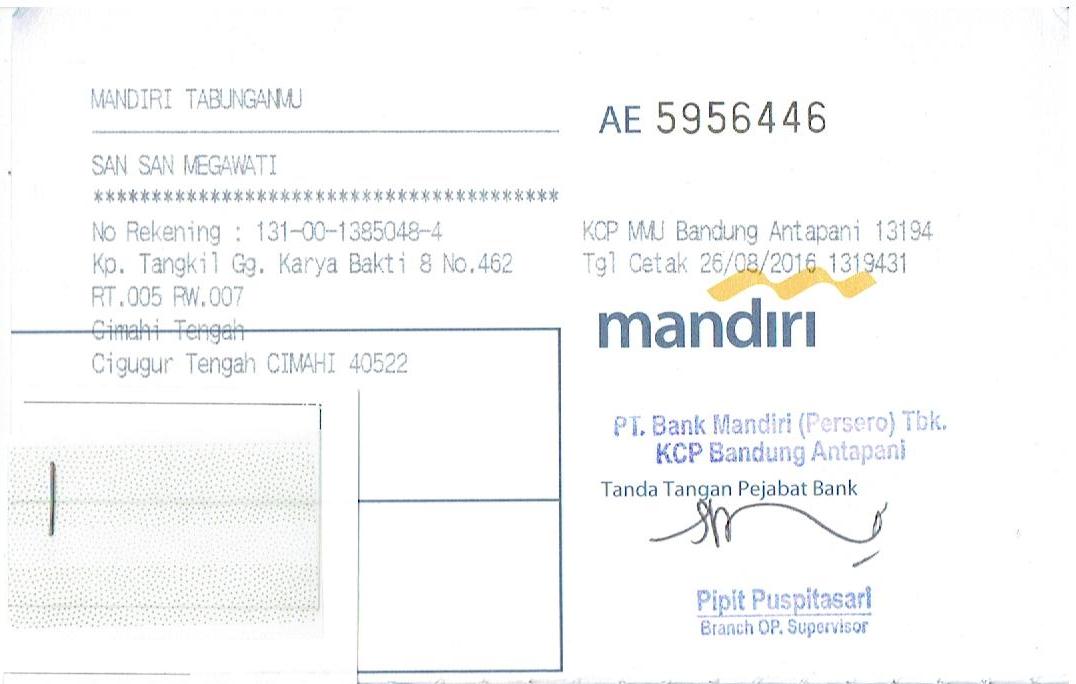 MANDIRI TABUNGANMU
AE 5956446
SAN SAN MEGAWATI
****************************************
No Rekening : 131-00-1385048-4
Kp. Tangkil Gg. Karya Bakti 8 No.462
RT.005 RW.007
Cimahi Tengah
Cigugur Tengah CIMAHI 40522
KCP MMU Bandung Antapani 13194
Tgl Cetak 26/08/2016 1319431
mandiri
PT. Bank Mandiri (Persero) Tbk.
KCP Bandung Antapani
Tanda Tangan Pejabat Bank
Pipit Puspitasari
Branch OP. Supervisor